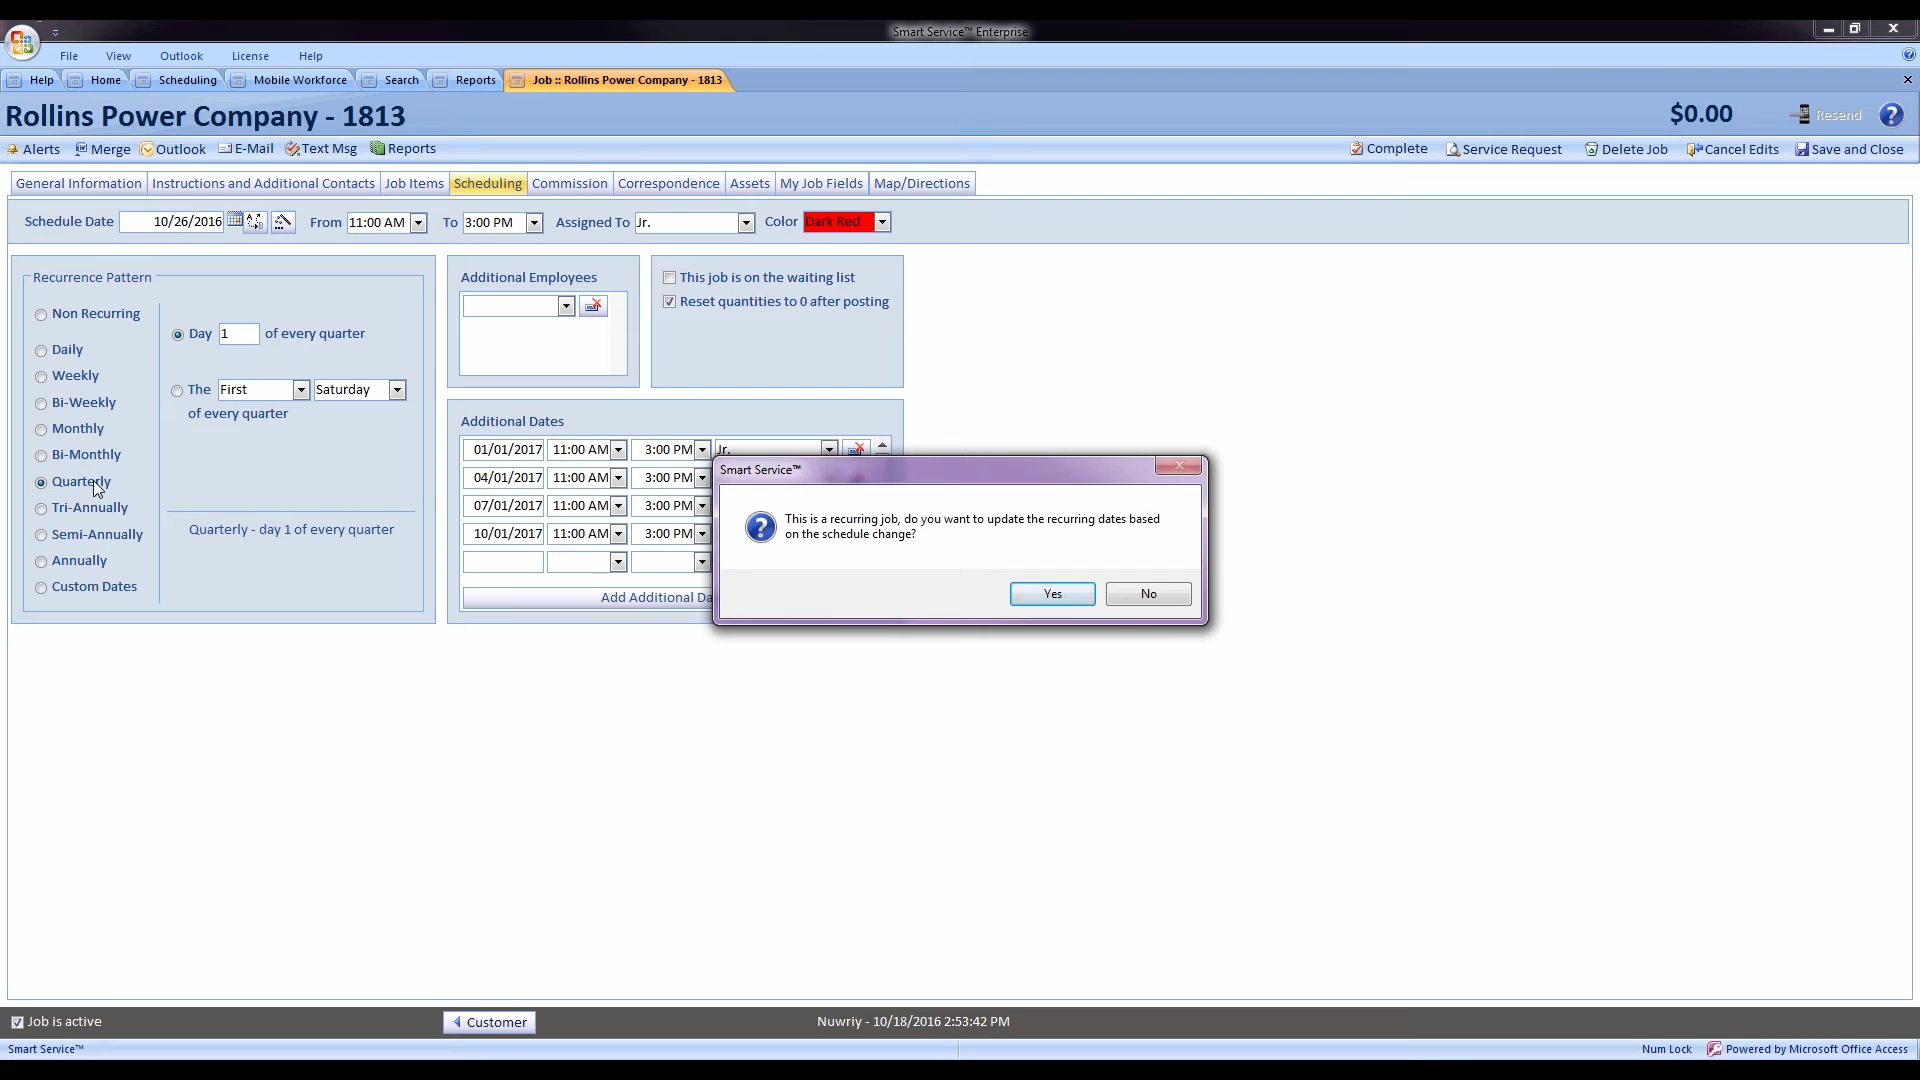 Smart Service™ Enterprise
File View Outlook License Help
Help Home Scheduling Mobile Workforce Search Reports Job :: Rollins Power Company - 1813
Rollins Power Company - 1813 $0.00 Resend
Alerts Merge Outlook E-Mail Text Msg Reports Complete Service Request Delete Job Cancel Edits Save and Close
General Information Instructions and Additional Contacts Job Items Scheduling Commission Correspondence Assets My Job Fields Map/Directions
Schedule Date 10/26/2016 From 11:00 AM To 3:00 PM Assigned To Jr. Color Dark Red
Recurrence Pattern
Non Recurring
Daily
Weekly
Bi-Weekly
Monthly
Bi-Monthly
Quarterly
Tri-Annually
Semi-Annually
Annually
Custom Dates
Day 1 of every quarter
The First Saturday
of every quarter
Quarterly - day 1 of every quarter
Additional Employees
This job is on the waiting list
Reset quantities to 0 after posting
Additional Dates
01/01/2017 11:00 AM 3:00 PM Jr.
04/01/2017 11:00 AM 3:00 PM
07/01/2017 11:00 AM 3:00 PM
10/01/2017 11:00 AM 3:00 PM
Add Additional Da
Smart Service™
This is a recurring job, do you want to update the recurring dates based
on the schedule change?
Yes No
Job is active Customer Nuwriy - 10/18/2016 2:53:42 PM
Smart Service™ Num Lock Powered by Microsoft Office Access